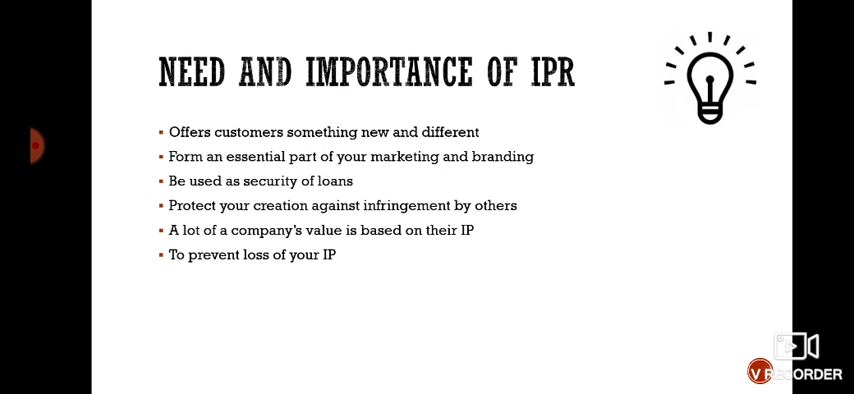 NEED AND IMPORTANCE OF IPR
Offers customers something new and different
Form an essential part of your marketing and branding
Be used as security of loans
Protect your creation against infringement by others
A lot of a company's value is based on their IP
To prevent loss of your IP
V RECORDER